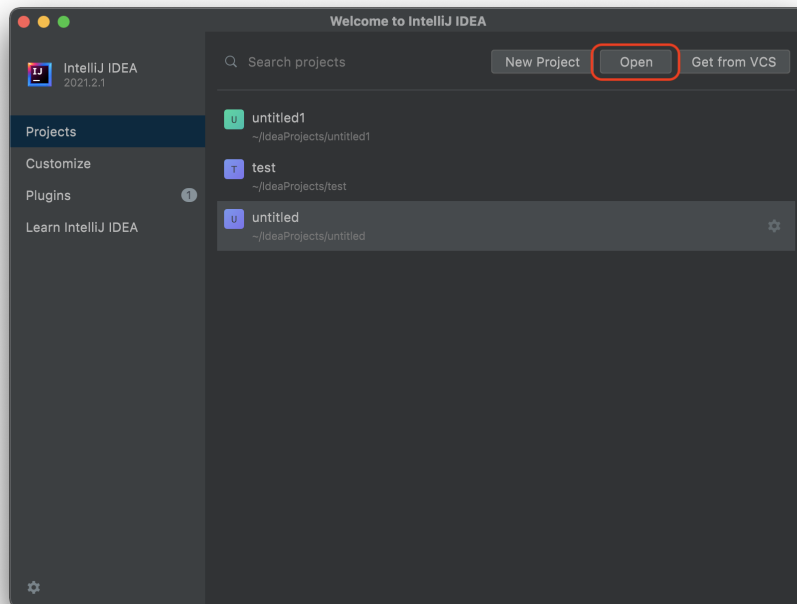 Welcome to IntelliJ IDEA
IJ
IntelliJ IDEA
2021.2.1
Search projects
New Project
Open
Get from VCS
Projects
Customize
Plugins
1
Learn IntelliJ IDEA
U
untitled1
~/IdeaProjects/untitled1
T
test
~/IdeaProjects/test
U
untitled
~/IdeaProjects/untitled